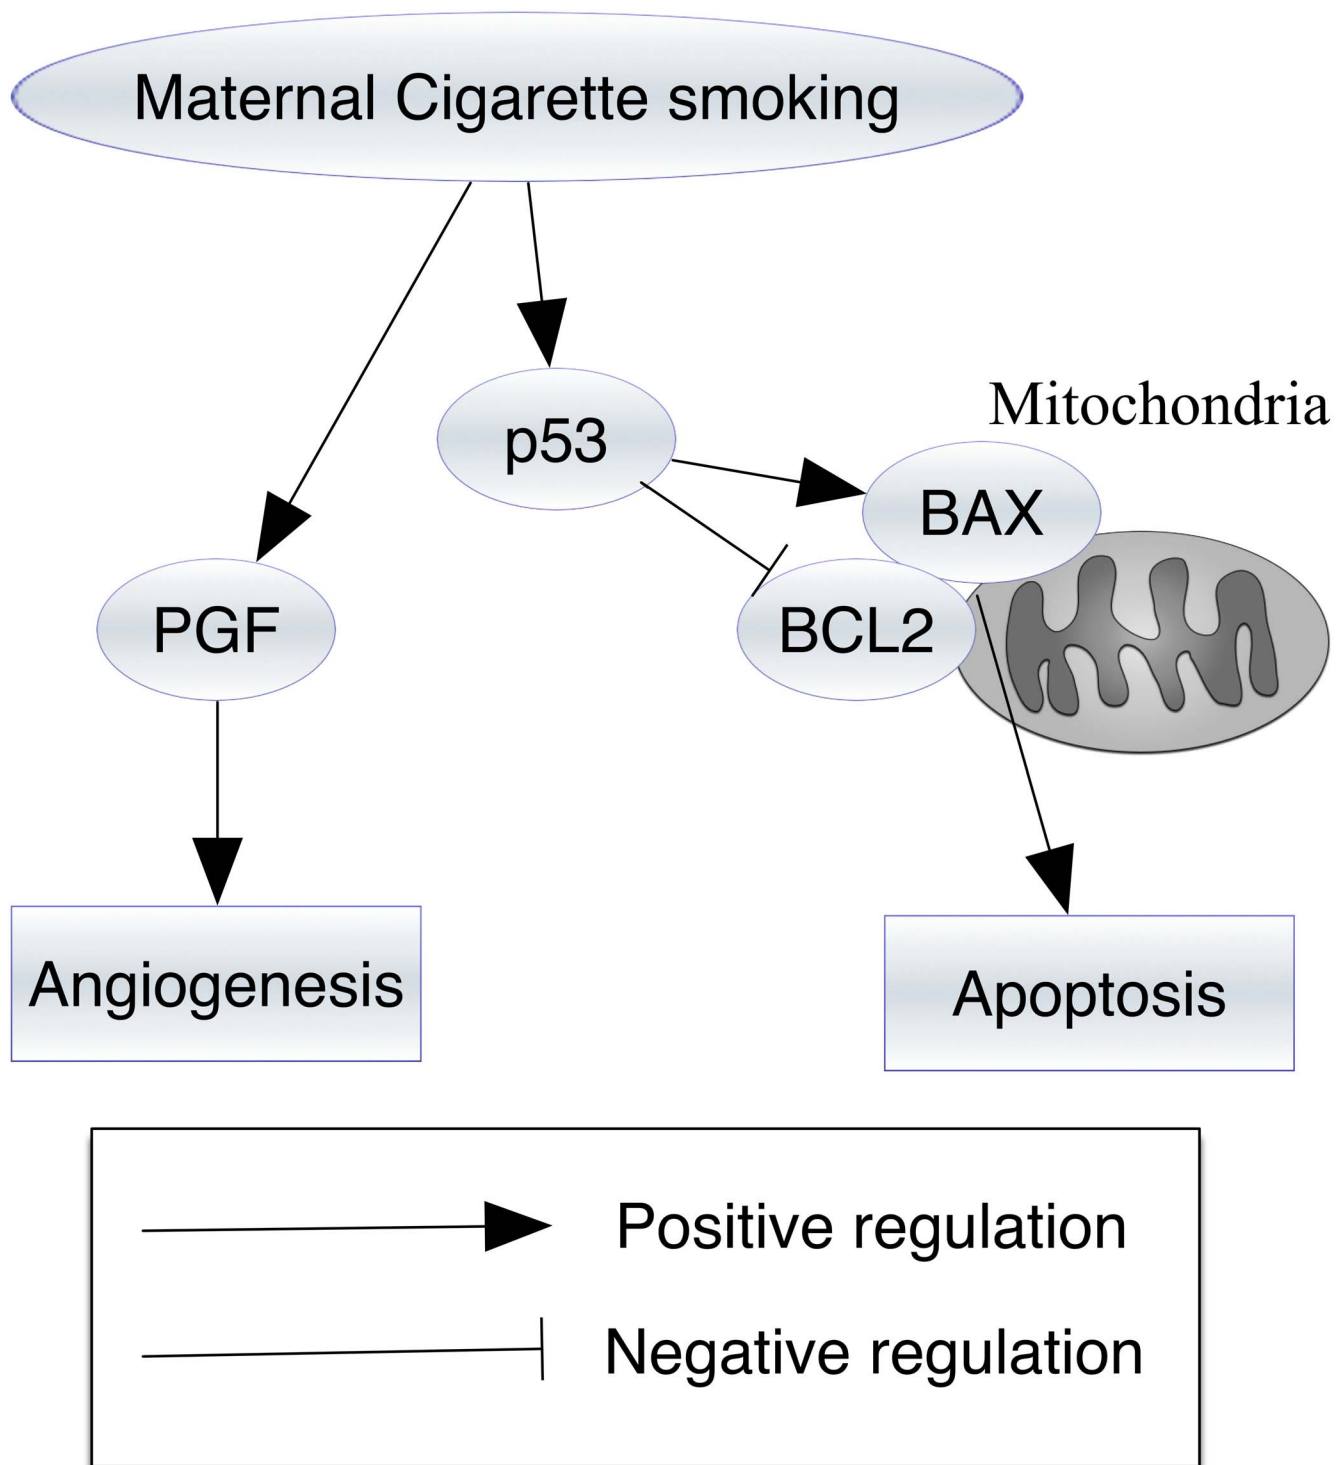 Maternal Cigarette smoking
p53
Mitochondria
BAX
PGF
BCL2
Angiogenesis
Apoptosis
Positive regulation
Negative regulation